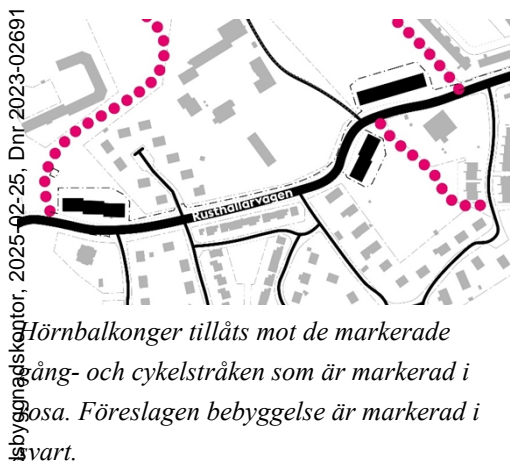 Rusthållarvägen
Hörnbalkonger tillåts mot de markerade
gång- och cykelstråken som är markerad i
rosa. Föreslagen bebyggelse är markerad i
svart.
sbyggnadskontor, 2025-02-25, Dnr 2023-02691